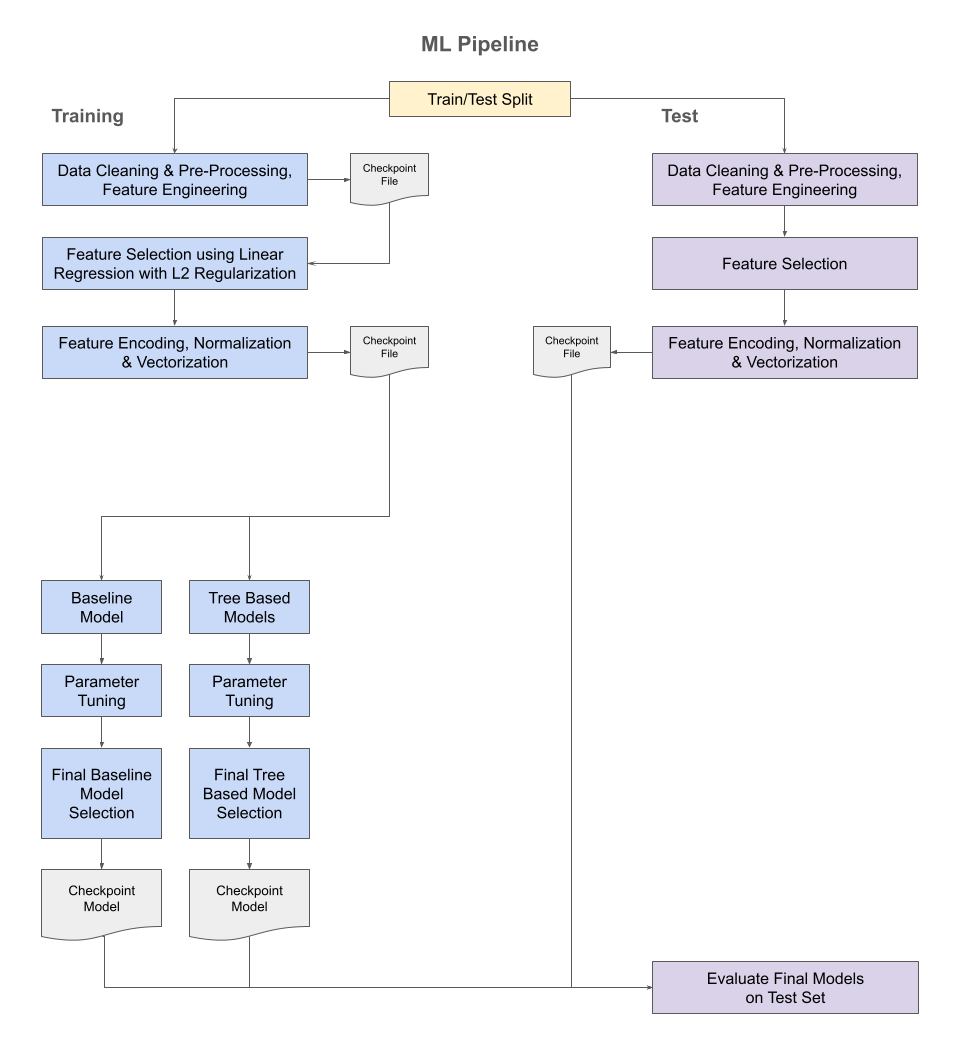 ML Pipeline
Train/Test Split
Training
Test
Data Cleaning & Pre-Processing,
Feature Engineering
Checkpoint
File
Data Cleaning & Pre-Processing,
Feature Engineering
Feature Selection using Linear
Regression with L2 Regularization
Feature Selection
Feature Encoding, Normalization
& Vectorization
Checkpoint
File
Checkpoint
File
Feature Encoding, Normalization
& Vectorization
Baseline
Model
Tree Based
Models
Parameter
Tuning
Parameter
Tuning
Final Baseline
Model
Selection
Final Tree
Based Model
Selection
Checkpoint
Model
Checkpoint
Model
Evaluate Final Models
on Test Set